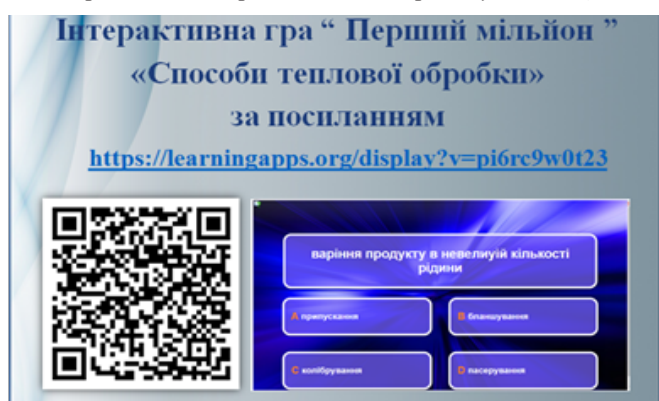 Інтерактивна гра “ Перший мільйон ”
«Способи теплової обробки»
за посиланням
https://learningapps.org/display?v=pi6rc9w0t23
варіння продукту в невелиуій кількості
рідини
A припускання
B бланшування
C колібрування
D пасерування